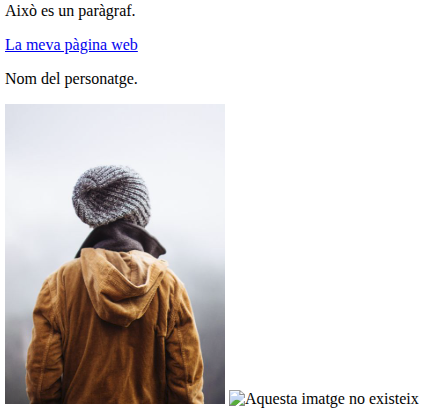 Això es un paràgraf.
La meva pàgina web
Nom del personatge.
Aquesta imatge no existeix